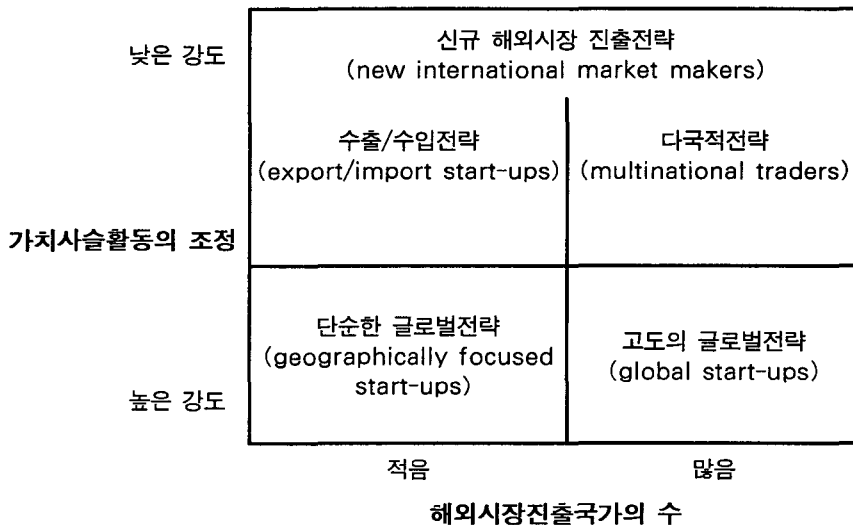 낮은 강도
신규 해외시장 진출전략
(new international market makers)
수출/수입전략
(export/import start-ups)
다국적전략
(multinational traders)
가치사슬활동의 조정
단순한 글로벌전략
(geographically focused
start-ups)
고도의 글로벌전략
(global start-ups)
높은 강도
적음
많음
해외시장진출국가의 수